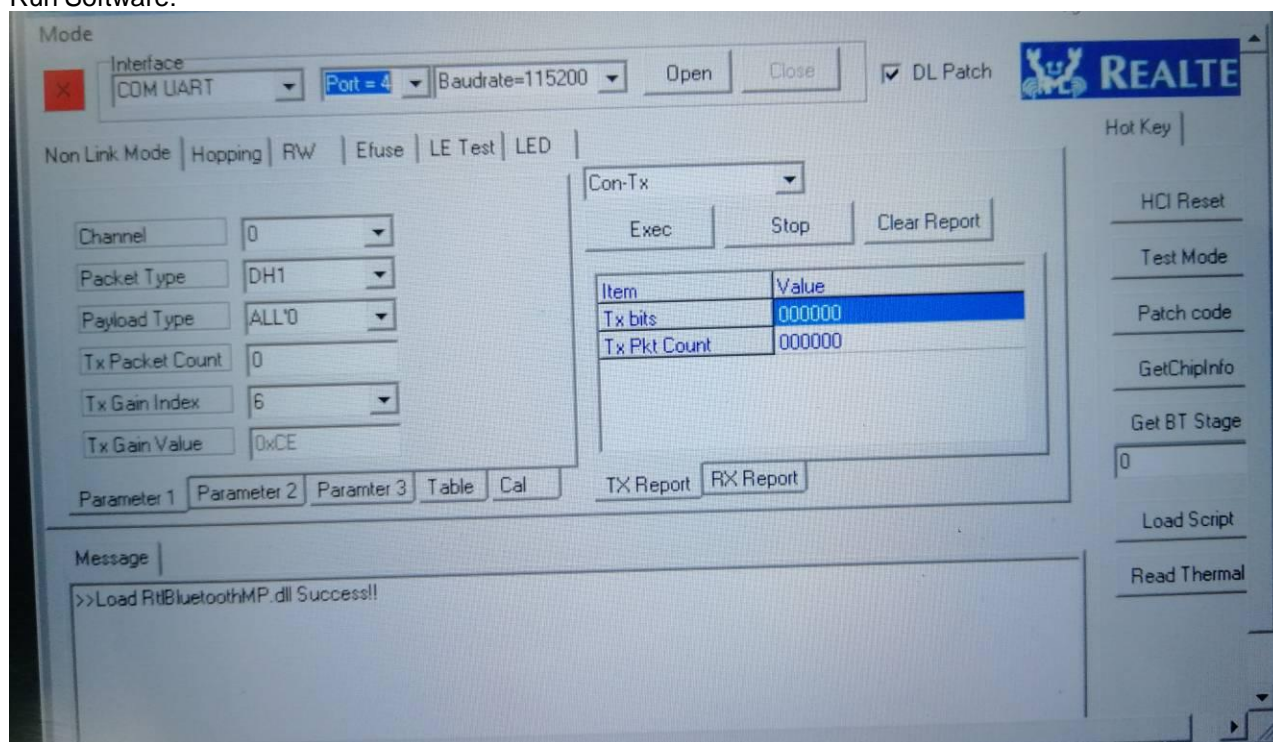 Run Software:
Mode
Interface
COM UART Port = 4 Baudrate=115200 Open Close DL Patch REALTE
Hot Key
Non Link Mode Hopping RW Efuse LE Test LED
Con-Tx
HCI Reset
Channel 0
Exec Stop Clear Report
Test Mode
Packet Type DH1
Item Value
Payload Type ALL'0
Tx bits 000000
Patch code
Tx Packet Count 0
Tx Pkt Count 000000
GetChipInfo
Tx Gain Index 6
Get BT Stage
Tx Gain Value 0xCE
0
Parameter 1 Parameter 2 Paramter 3 Table Cal
TX Report RX Report
Load Script
Message
Read Thermal
>>Load RtlBluetoothMP.dll Success!!